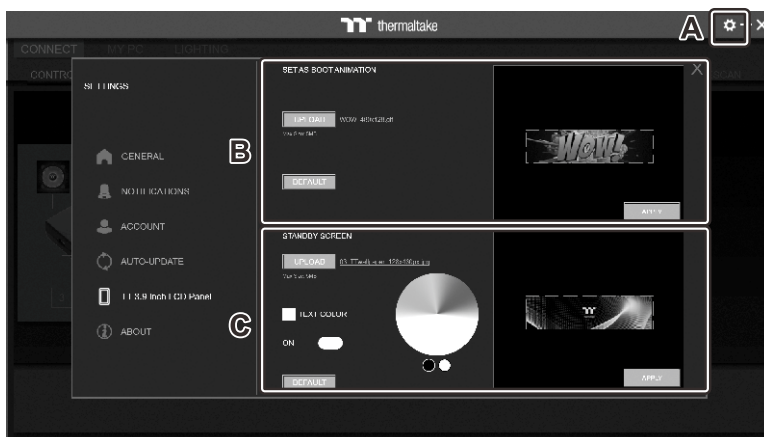 thermaltake
A
CONNECT MY PC LIGHTING
SETTINGS
SET AS BOOT ANIMATION
X
UPLOAD
WOW!
B
GENERAL
NOTIFICATIONS
DEFAULT
APPLY
ACCOUNT
STANDBY SCREEN
AUTO-UPDATE
UPLOAD
TT 3.9 Inch LCD Panel
TEXT COLOR
C
ABOUT
ON
DEFAULT
APPLY